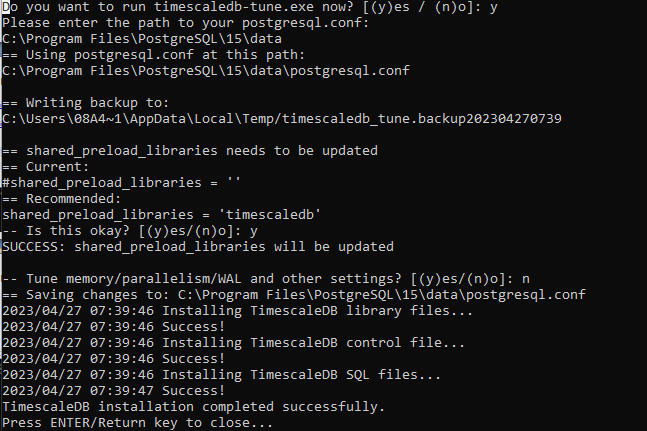 Do you want to run timescaledb-tune.exe now? [(y)es / (n)o]: y
Please enter the path to your postgresql.conf:
C:\Program Files\PostgreSQL\15\data
== Using postgresql.conf at this path:
C:\Program Files\PostgreSQL\15\data\postgresql.conf
== Writing backup to:
C:\Users\08A4~1\AppData\Local\Temp/timescaledb_tune.backup202304270739
== shared_preload_libraries needs to be updated
== Current:
#shared_preload_libraries = ''
== Recommended:
shared_preload_libraries = 'timescaledb'
-- Is this okay? [(y)es/(n)o]: y
SUCCESS: shared_preload_libraries will be updated
-- Tune memory/parallelism/WAL and other settings? [(y)es/(n)o]: n
== Saving changes to: C:\Program Files\PostgreSQL\15\data\postgresql.conf
2023/04/27 07:39:46 Installing TimescaleDB library files...
2023/04/27 07:39:46 Success!
2023/04/27 07:39:46 Installing TimescaleDB control file...
2023/04/27 07:39:46 Success!
2023/04/27 07:39:46 Installing TimescaleDB SQL files...
2023/04/27 07:39:47 Success!
TimescaleDB installation completed successfully.
Press ENTER/Return key to close...